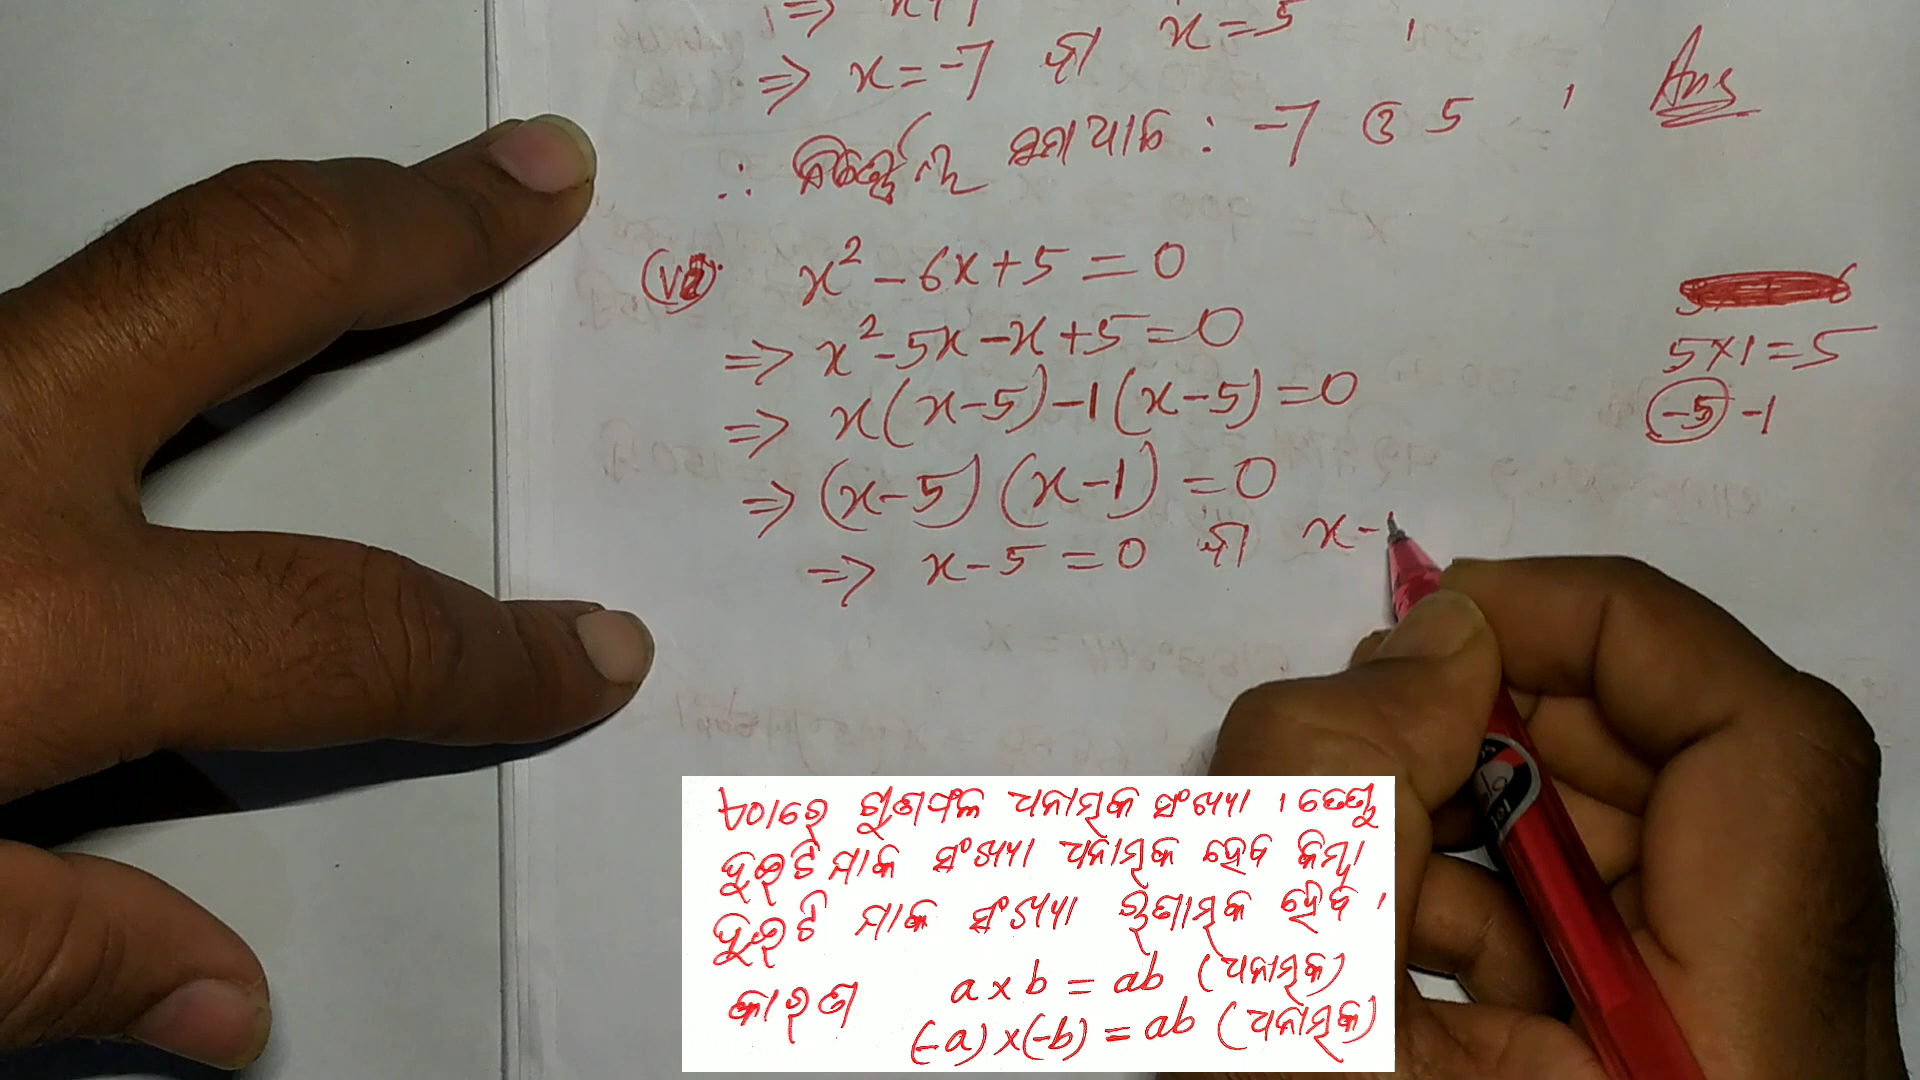 ⇒ x+7
⇒ x = -7 ବା x = 5 ।
∴ ନିର୍ଣ୍ଣେୟ : -7 ଓ 5 । Ans
x² - 6x + 5 = 0
⇒ x² - 5x - x + 5 = 0
⇒ x(x-5) -1(x-5) = 0
⇒ (x-5) (x-1) = 0
⇒ x-5 = 0 ବା x-1
5×1=5
-5 -1
ଏଠାରେ ଗୁଣଫଳ ଧନାତ୍ମକ ସଂଖ୍ୟା । ତେଣୁ
ଦୁଇଟି ଯାକ ସଂଖ୍ୟା ଧନାତ୍ମକ ହେବ କିମ୍ବା
ଦୁଇଟି ଯାକ ସଂଖ୍ୟା ଋଣାତ୍ମକ ହେବ ।
କାରଣ a × b = ab (ଧନାତ୍ମକ)
(-a) × (-b) = ab (ଧନାତ୍ମକ)